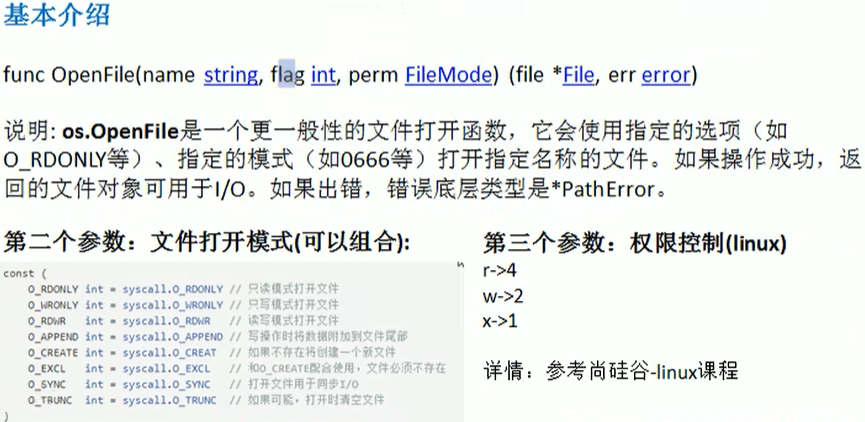 基本介绍
func OpenFile(name string, flag int, perm FileMode) (file *File, err error)
说明: os.OpenFile是一个更一般性的文件打开函数，它会使用指定的选项（如
O_RDONLY等）、指定的模式（如0666等）打开指定名称的文件。如果操作成功，返
回的文件对象可用于I/O。如果出错，错误底层类型是*PathError。
第二个参数：文件打开模式(可以组合):
const (
O_RDONLY int = syscall.O_RDONLY // 只读模式打开文件
O_WRONLY int = syscall.O_WRONLY // 只写模式打开文件
O_RDWR int = syscall.O_RDWR // 读写模式打开文件
O_APPEND int = syscall.O_APPEND // 写操作时将数据附加到文件尾部
O_CREATE int = syscall.O_CREAT // 如果不存在将创建一个新文件
O_EXCL int = syscall.O_EXCL // 和O_CREATE配合使用，文件必须不存在
O_SYNC int = syscall.O_SYNC // 打开文件用于同步I/O
O_TRUNC int = syscall.O_TRUNC // 如果可能，打开时清空文件
)
第三个参数：权限控制(linux)
r->4
w->2
x->1
详情：参考尚硅谷-linux课程